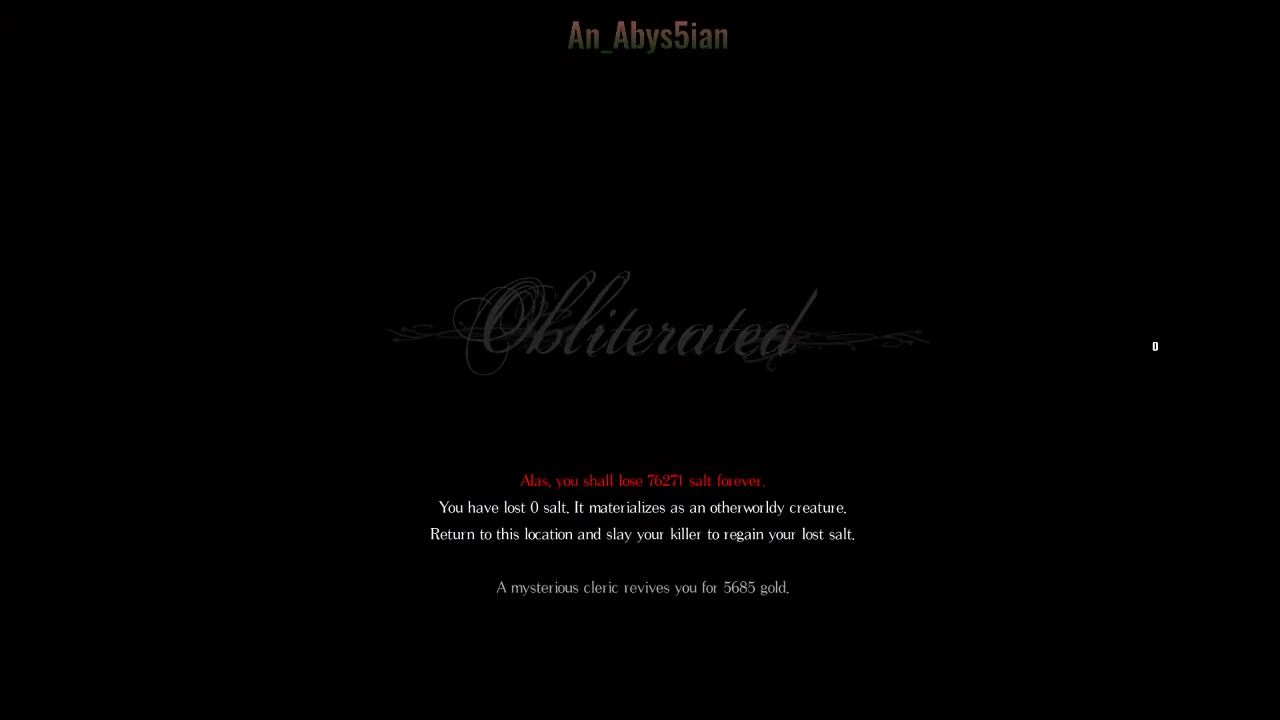 An_Abys5ian
Obliterated
0
Alas, you shall lose 76271 salt forever.
You have lost 0 salt. It materializes as an otherworldy creature.
Return to this location and slay your killer to regain your lost salt.
A mysterious cleric revives you for 5685 gold.